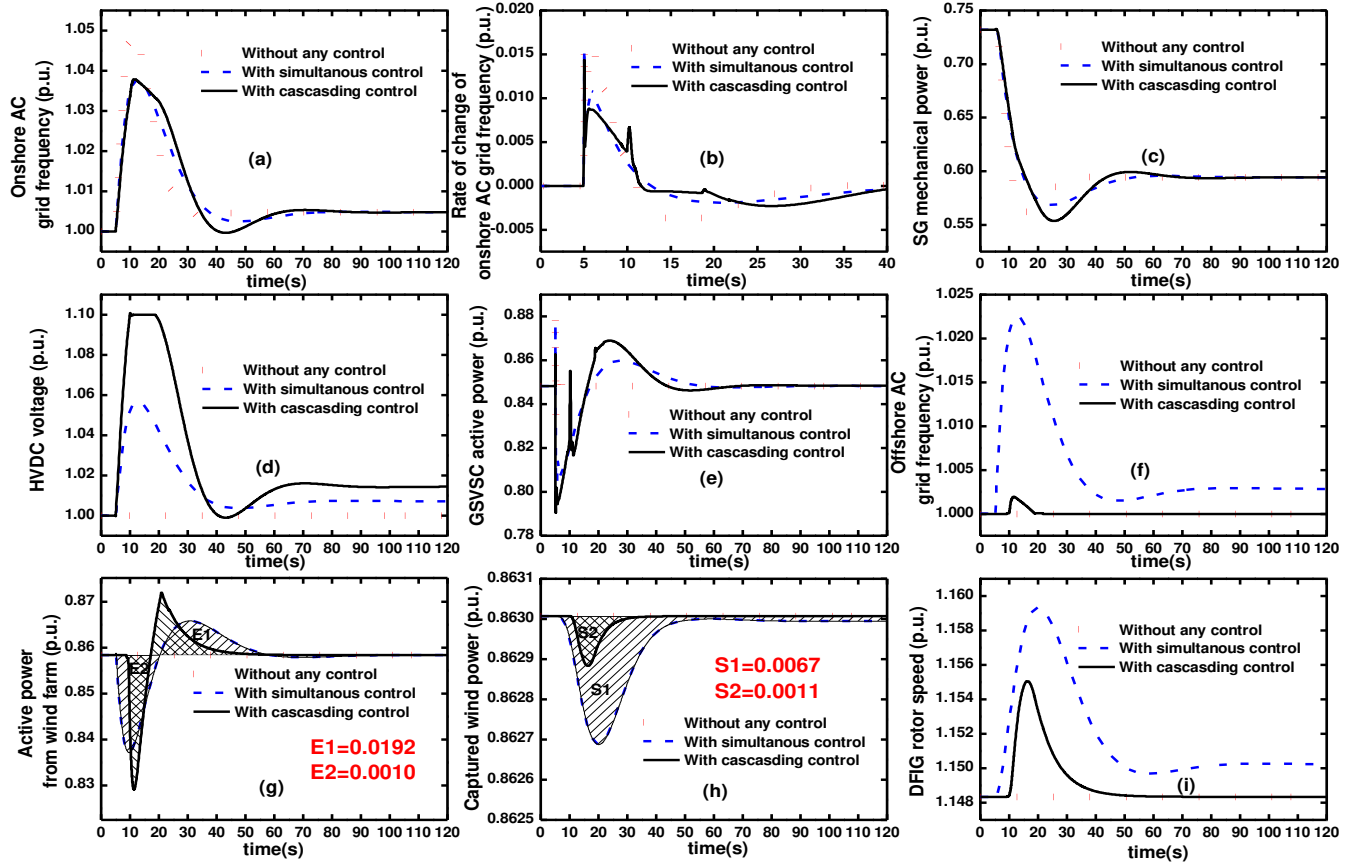 Onshore AC
grid frequency (p.u.)
1.05
1.04
1.03
1.02
1.01
1.00
Without any control
With simultanous control
With cascasding control
(a)
0 10 20 30 40 50 60 70 80 90 100 110 120
time(s)
Rate of change of
onshore AC grid frequency (p.u.)
0.020
0.015
0.010
0.005
0.000
-0.005
Without any control
With simultanous control
With cascading control
(b)
0 5 10 15 20 25 30 35 40
time(s)
SG mechanical power (p.u.)
0.75
0.70
0.65
0.60
0.55
Without any control
With simultanous control
With cascading control
(c)
0 10 20 30 40 50 60 70 80 90 100 110 120
time(s)
HVDC voltage (p.u.)
1.10
1.08
1.06
1.04
1.02
1.00
Without any control
With simultanous control
With cascasding control
(d)
0 10 20 30 40 50 60 70 80 90 100 110 120
time(s)
GSVSC active power (p.u.)
0.88
0.86
0.84
0.82
0.80
0.78
Without any control
With simultanous control
With cascading control
(e)
0 10 20 30 40 50 60 70 80 90 100 110 120
time(s)
Offshore AC
grid frequency (p.u.)
1.025
1.020
1.015
1.010
1.005
1.000
Without any control
With simultanous control
With cascading control
(f)
0 10 20 30 40 50 60 70 80 90 100 110 120
time(s)
Active power
from wind farm (p.u.)
0.87
0.86
0.85
0.84
0.83
E1
E2
Without any control
With simultanous control
With cascasding control
E1=0.0192
E2=0.0010
(g)
0 10 20 30 40 50 60 70 80 90 100 110 120
time(s)
Captured wind power (p.u.)
0.8631
0.8630
0.8629
0.8628
0.8627
0.8626
0.8625
S2
S1
S1=0.0067
S2=0.0011
Without any control
With simultanous control
With cascading control
(h)
0 10 20 30 40 50 60 70 80 90 100 110 120
time(s)
DFIG rotor speed (p.u.)
1.160
1.158
1.156
1.154
1.152
1.150
1.148
Without any control
With simultanous control
With cascading control
(i)
0 10 20 30 40 50 60 70 80 90 100 110 120
time(s)